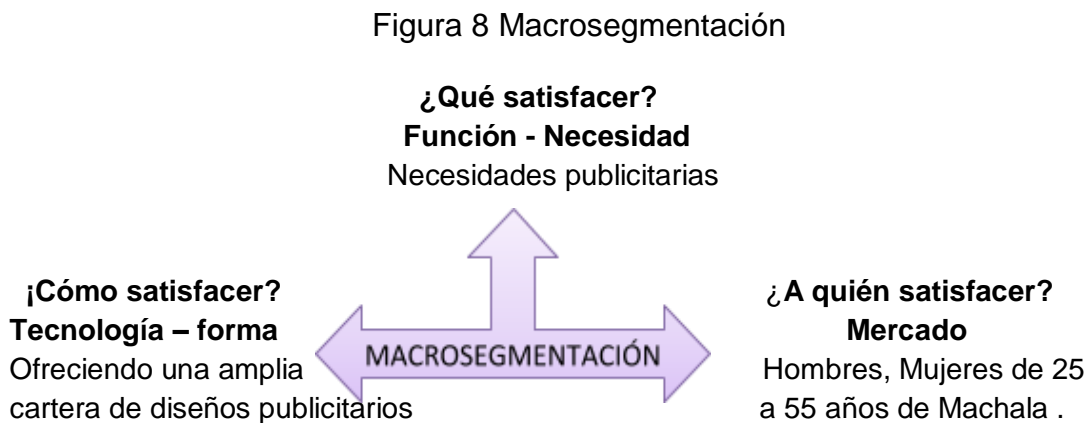 Figura 8 Macrosegmentación
¿Qué satisfacer?
Función - Necesidad
Necesidades publicitarias
¡Cómo satisfacer?
Tecnología – forma
Ofreciendo una amplia
cartera de diseños publicitarios
MACROSEGMENTACIÓN
¿A quién satisfacer?
Mercado
Hombres, Mujeres de 25
a 55 años de Machala .